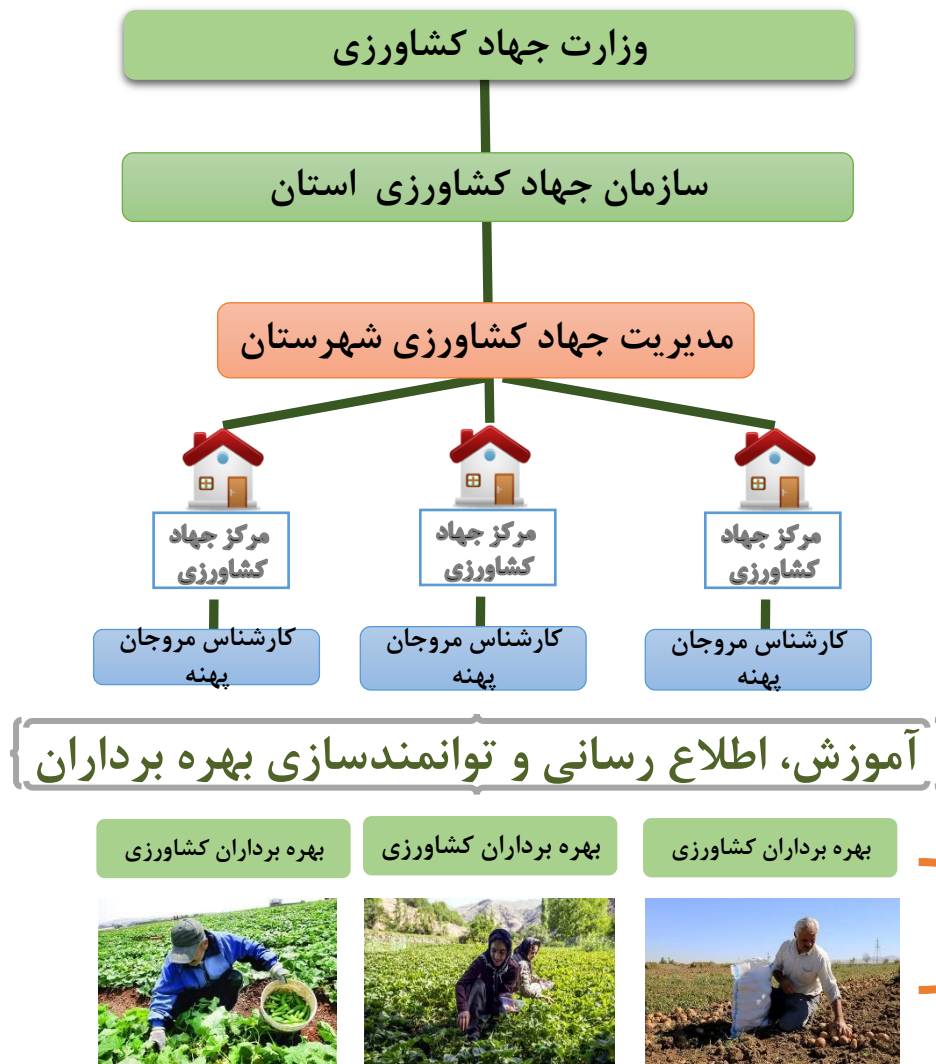 وزارت جهاد کشاورزی
سازمان جهاد کشاورزی استان
مدیریت جهاد کشاورزی شهرستان
مرکز جهاد
کشاورزی
مرکز جهاد
کشاورزی
مرکز جهاد
کشاورزی
کارشناس مروجان
پهنه
کارشناس مروجان
پهنه
کارشناس مروجان
پهنه
آموزش، اطلاع رسانی و توانمندسازی بهره برداران
بهره برداران کشاورزی
بهره برداران کشاورزی
بهره برداران کشاورزی